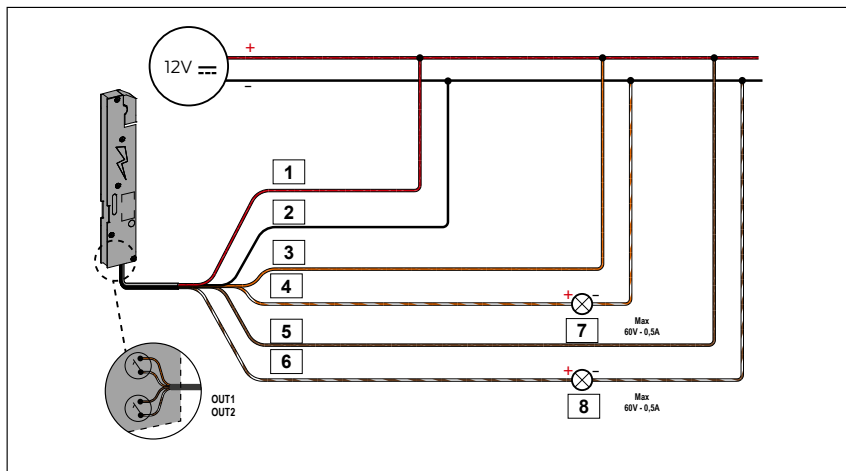 +
12V
–
1
2
3
4
+ –
5
7
Max
60V - 0,5A
6
+ –
8
Max
60V - 0,5A
OUT1
OUT2